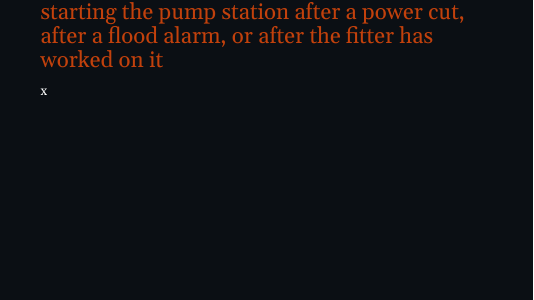 starting the pump station after a power cut,
after a flood alarm, or after the fitter has
worked on it
x